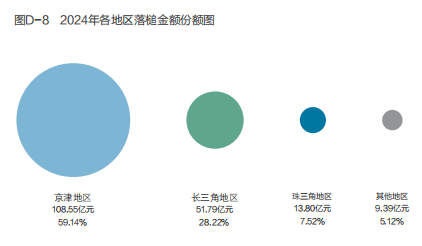 图D-8 2024年各地区落槌金额份额图
京津地区 长三角地区 珠三角地区 其他地区
108.55亿元 51.79亿元 13.80亿元 9.39亿元
59.14% 28.22% 7.52% 5.12%